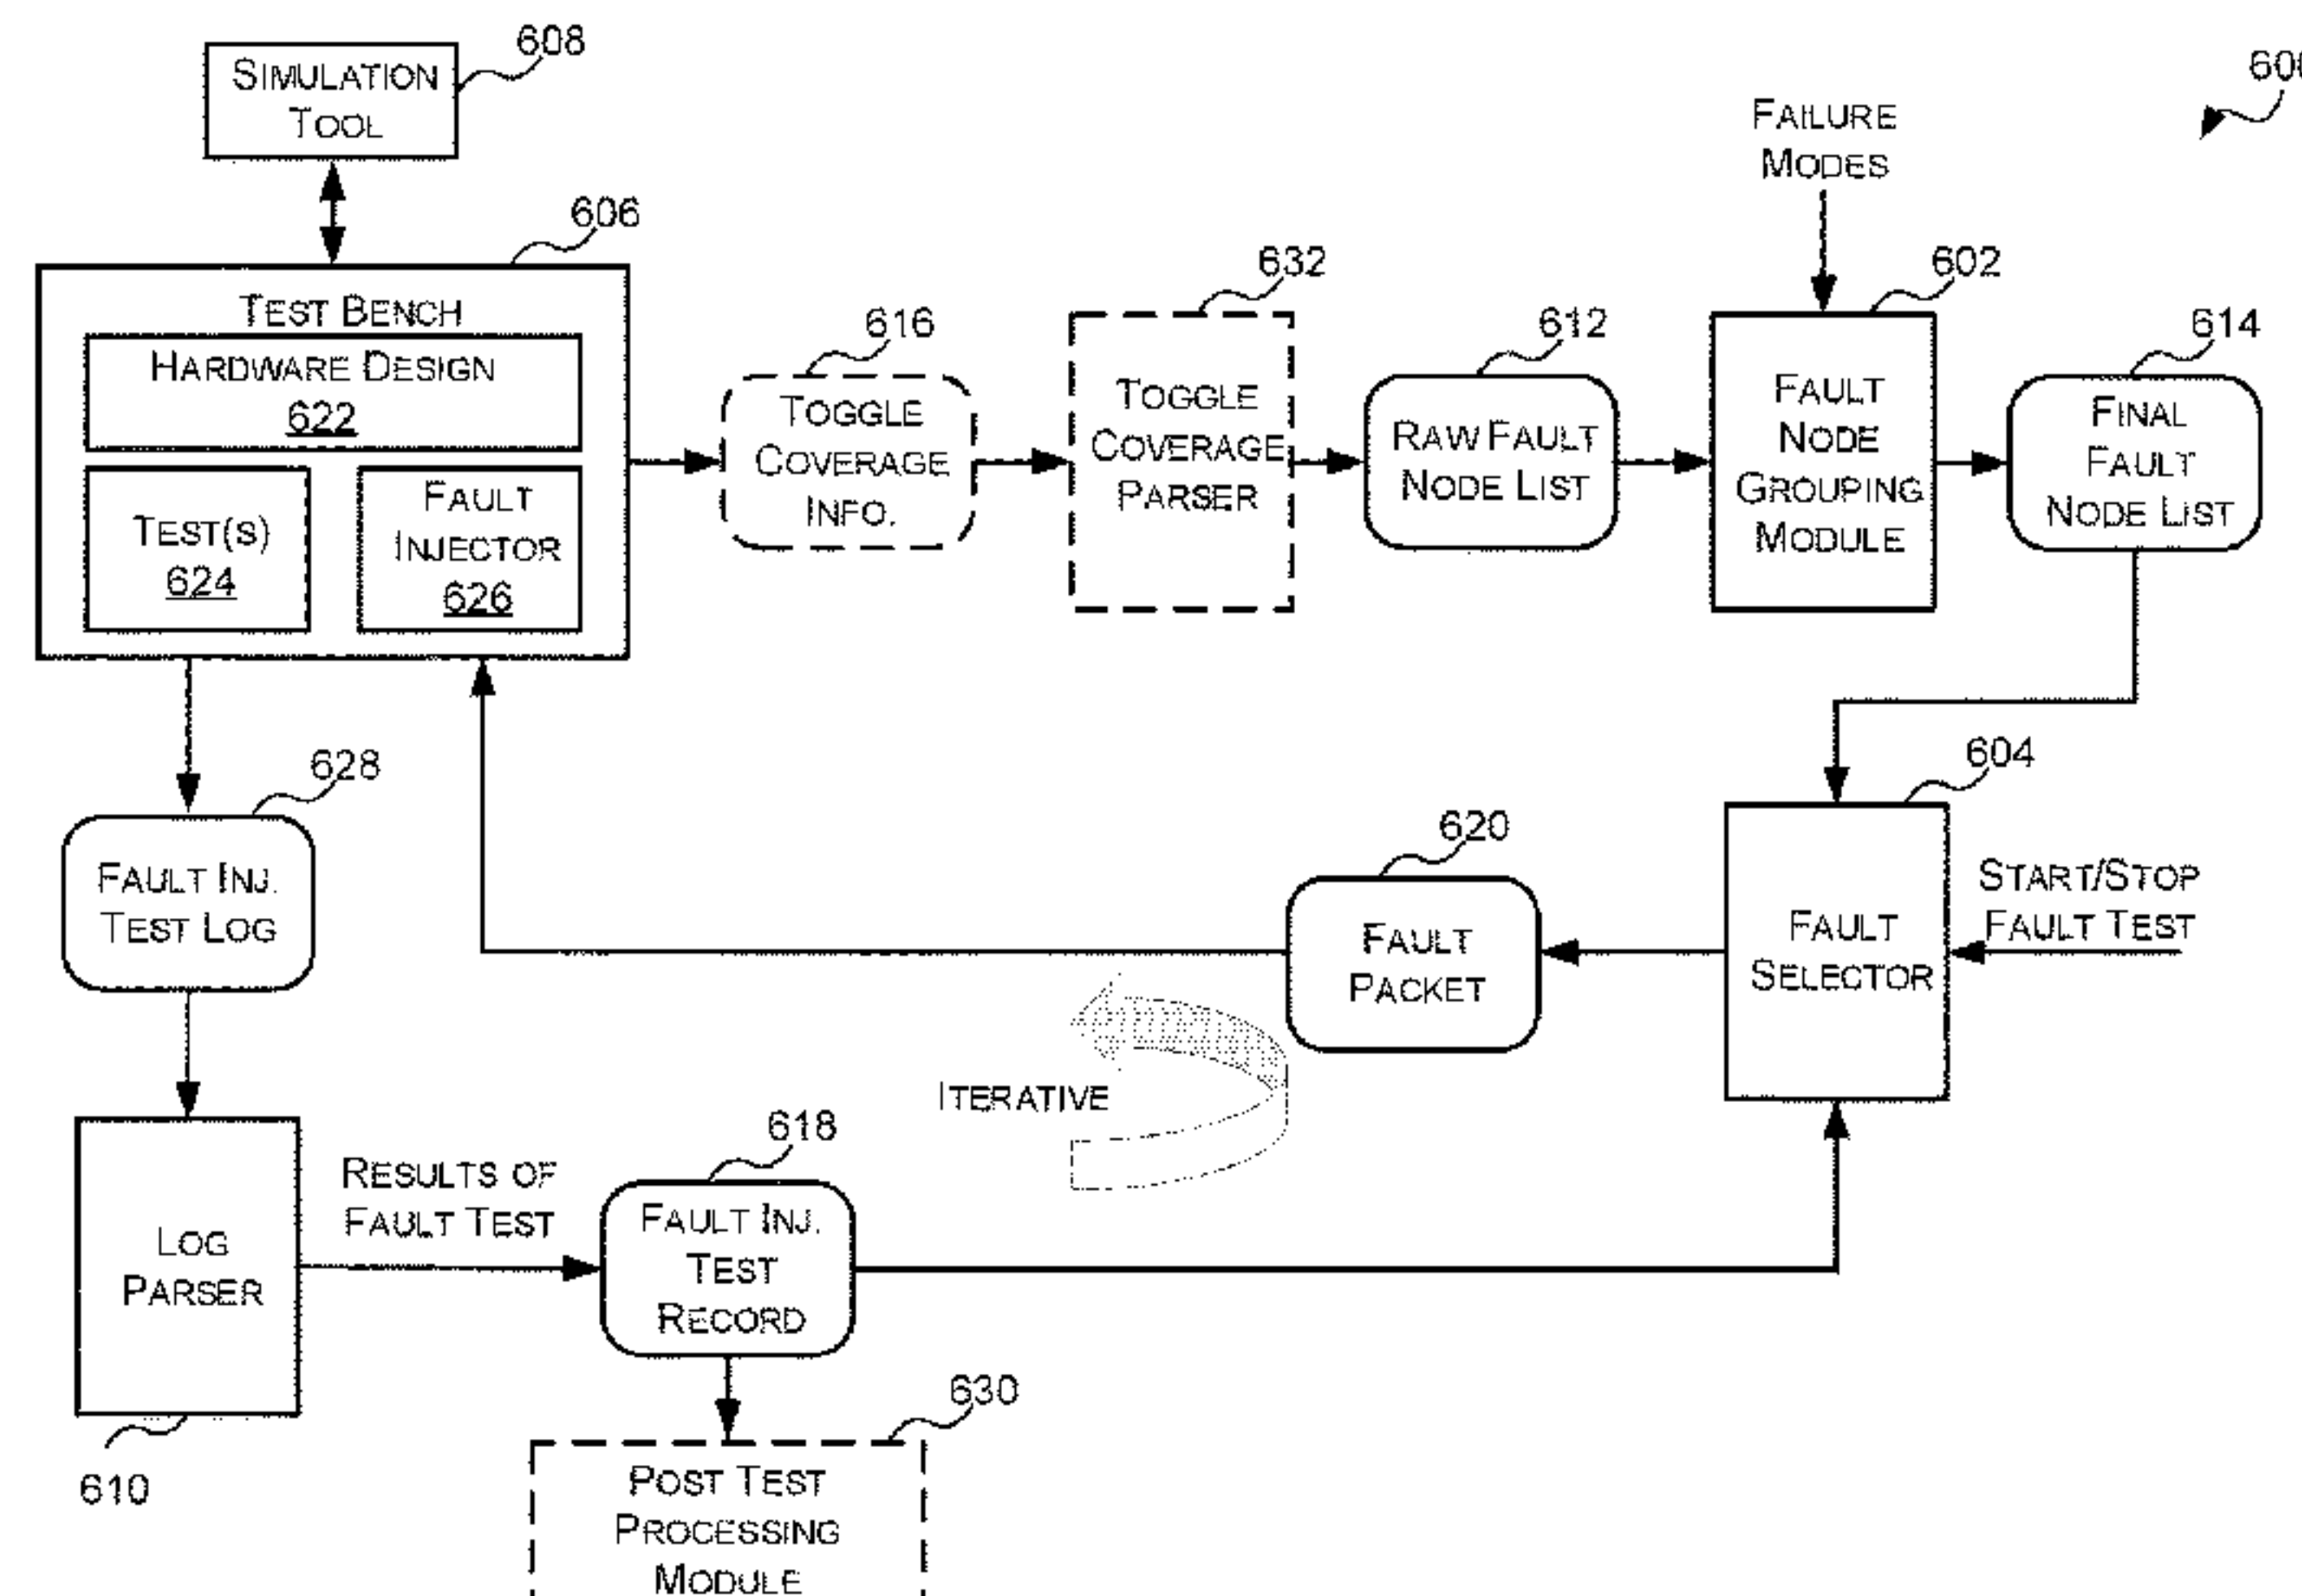 608
SIMULATION
TOOL
600
FAILURE
MODES
606
TEST BENCH
HARDWARE DESIGN
622
TEST(S)
624
FAULT
INJECTOR
626
616
TOGGLE
COVERAGE
INFO.
632
TOGGLE
COVERAGE
PARSER
612
RAW FAULT
NODE LIST
602
FAULT
NODE
GROUPING
MODULE
614
FINAL
FAULT
NODE LIST
628
FAULT INJ.
TEST LOG
620
FAULT
PACKET
604
FAULT
SELECTOR
START/STOP
FAULT TEST
ITERATIVE
LOG
PARSER
610
RESULTS OF
FAULT TEST
618
FAULT INJ.
TEST
RECORD
630
POST TEST
PROCESSING
MODULE